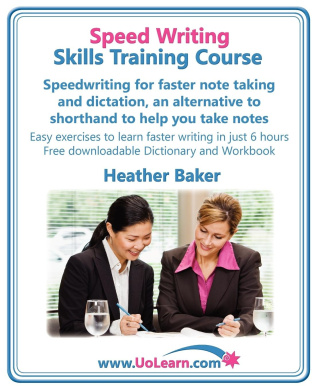 Speed Writing
Skills Training Course
Speedwriting for faster note taking
and dictation, an alternative to
shorthand to help you take notes
Easy exercises to learn faster writing in just 6 hours
Free downloadable Dictionary and Workbook
Heather Baker
www.UoLearn.com